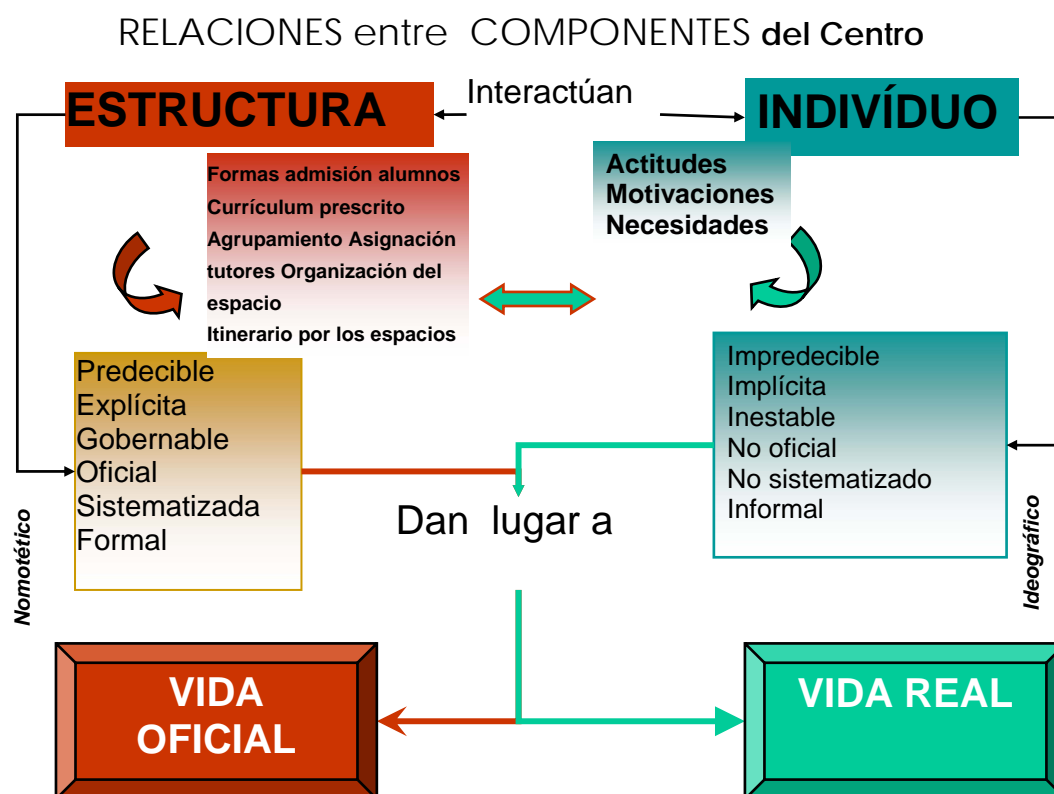 RELACIONES entre COMPONENTES del Centro
ESTRUCTURA
Interactúan
INDIVÍDUO
Formas admisión alumnos
Currículum prescrito
Agrupamiento Asignación
tutores Organización del
espacio
Itinerario por los espacios
Actitudes
Motivaciones
Necesidades
Predecible
Explícita
Gobernable
Oficial
Sistematizada
Formal
Impredecible
Implícita
Inestable
No oficial
No sistematizado
Informal
Nomotético
Dan lugar a
Ideográfico
VIDA
OFICIAL
VIDA REAL